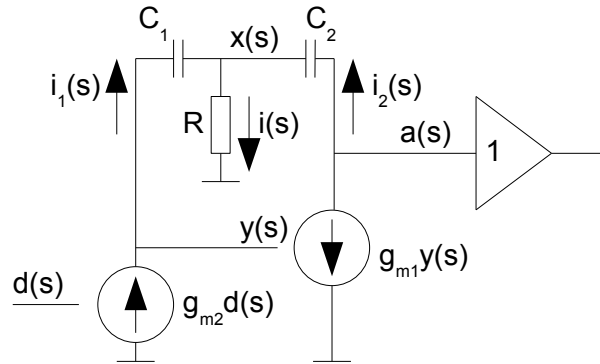 C1 x(s) C2
i1(s) i2(s)
R i(s)
a(s) 1
y(s)
gm1y(s)
d(s) gm2d(s)